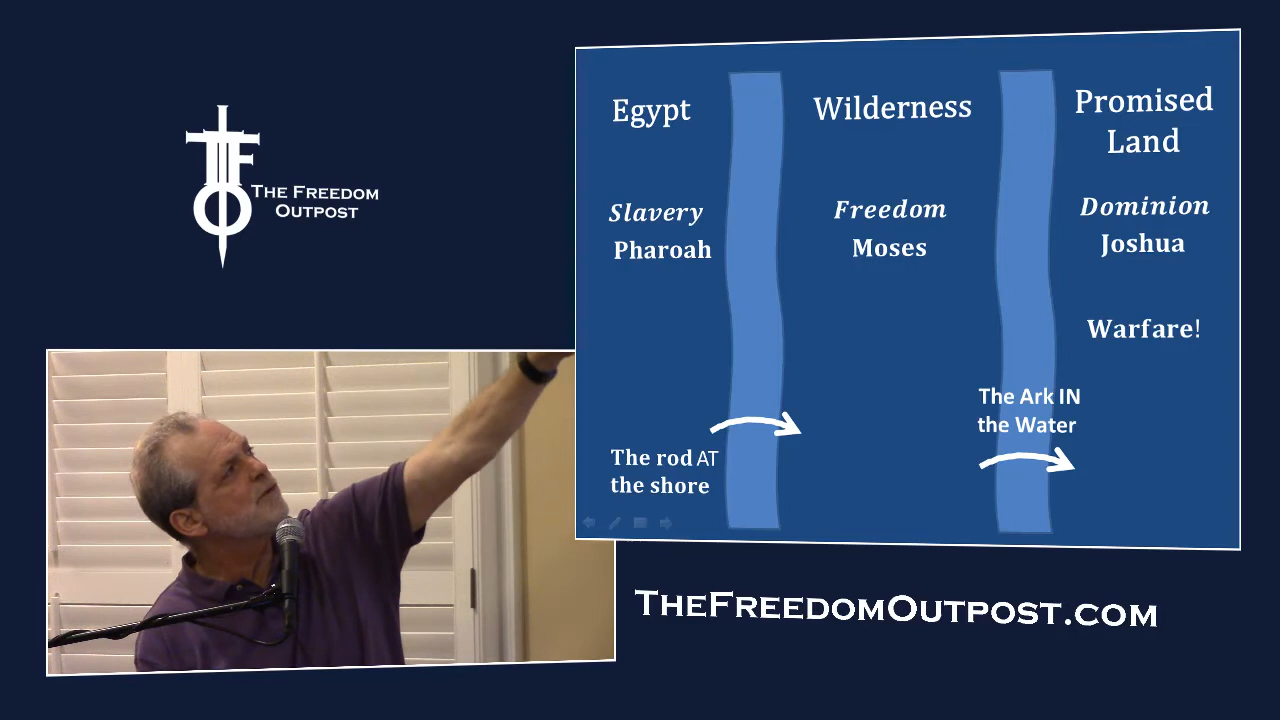 THE FREEDOM
OUTPOST
Egypt
Slavery
Pharoah
The rod AT
the shore
Wilderness
Freedom
Moses
Promised
Land
Dominion
Joshua
Warfare!
The Ark IN
the Water
THEFREEDOMOUTPOST.COM